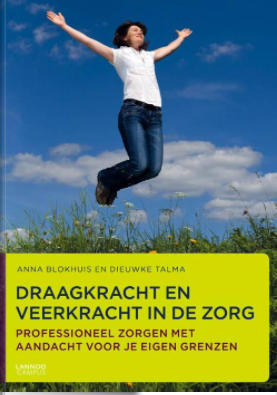 ANNA BLOKHUIS EN DIEUWKE TALMA
DRAAGKRACHT EN
VEERKRACHT IN DE ZORG
PROFESSIONEEL ZORGEN MET
AANDACHT VOOR JE EIGEN GRENZEN
LANNOO
CAMPUS